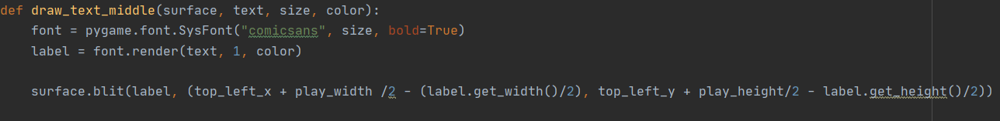 def draw_text_middle(surface, text, size, color):
    font = pygame.font.SysFont("comicsans", size, bold=True)
    label = font.render(text, 1, color)
    surface.blit(label, (top_left_x + play_width /2 - (label.get_width()/2), top_left_y + play_height/2 - label.get_height()/2))